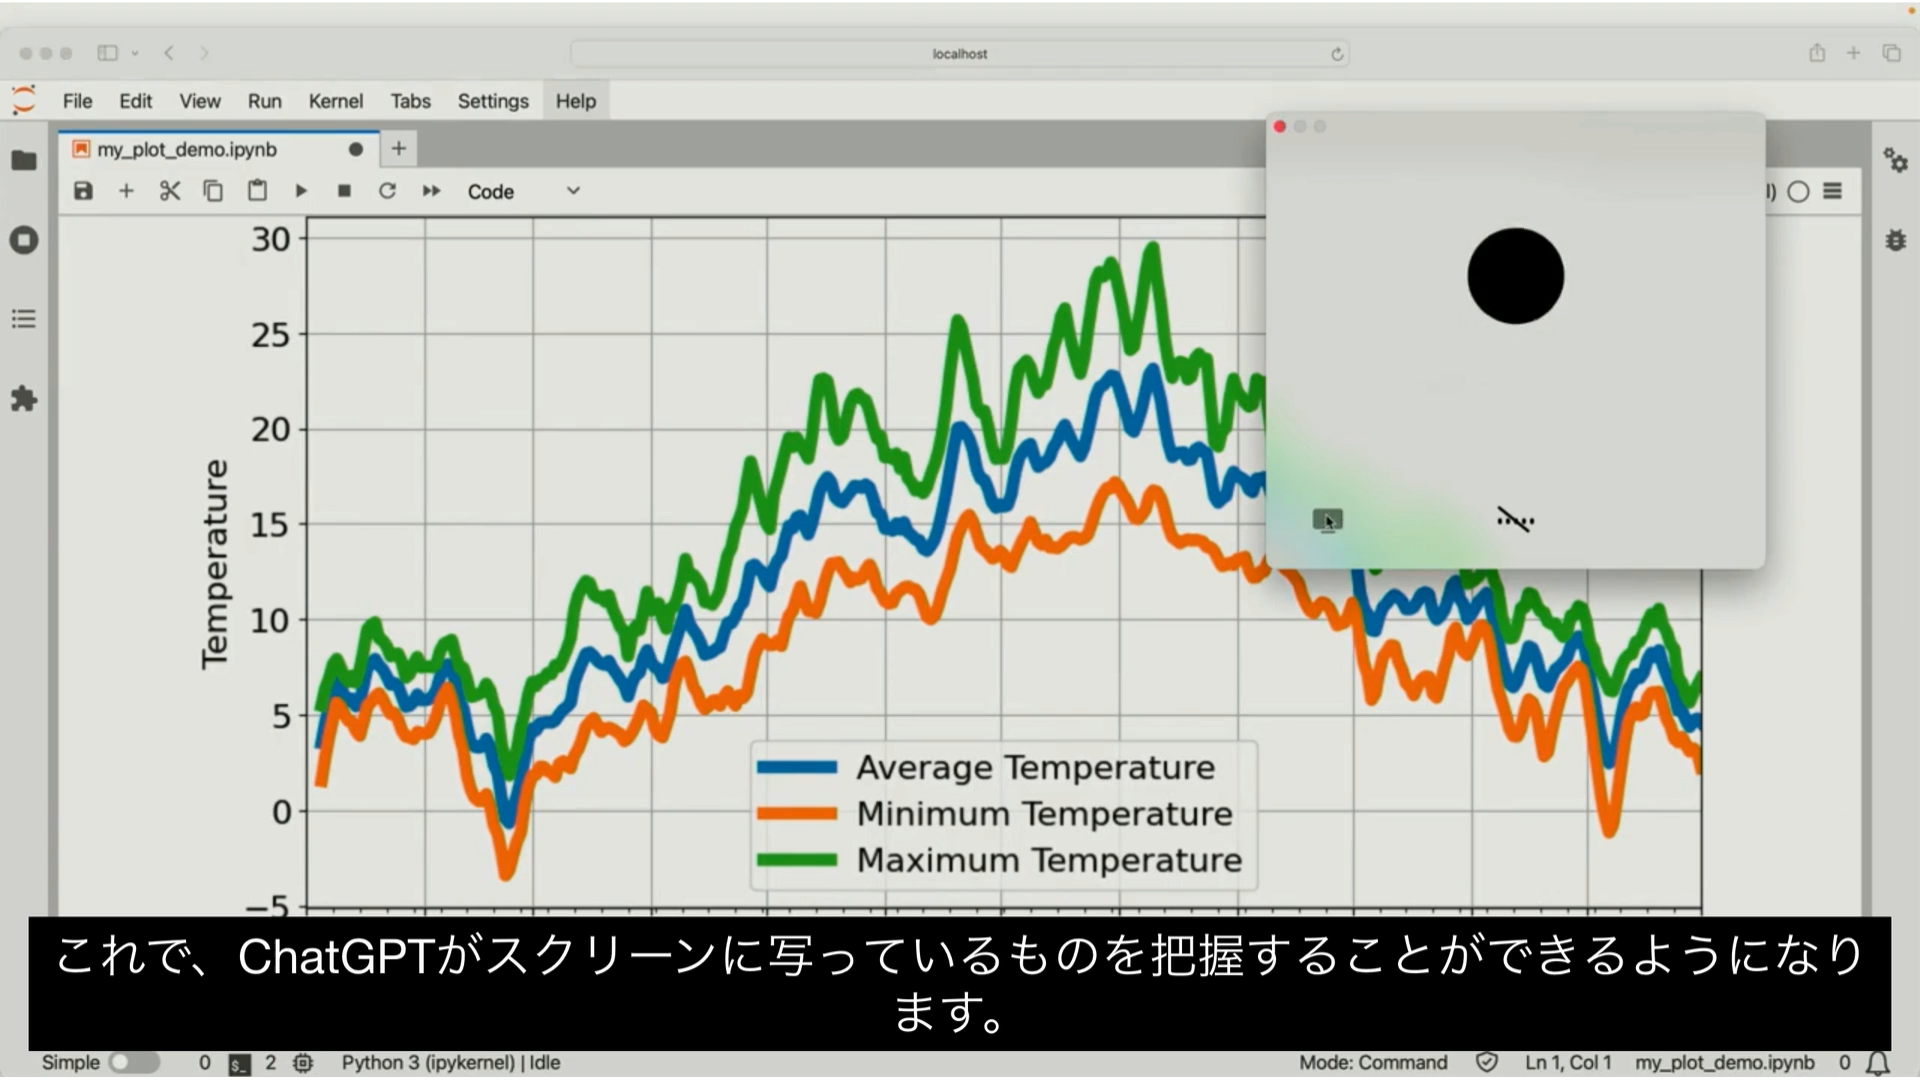 localhost
File Edit View Run Kernel Tabs Settings Help
my_plot_demo.ipynb
Code
30
25
20
15
10
5
0
−5
Temperature
Average Temperature
Minimum Temperature
Maximum Temperature
これで、ChatGPTがスクリーンに写っているものを把握することができるようになり
ます。
Simple 0 $_ 2 Python 3 (ipykernel) | Idle Mode: Command Ln 1, Col 1 my_plot_demo.ipynb 0